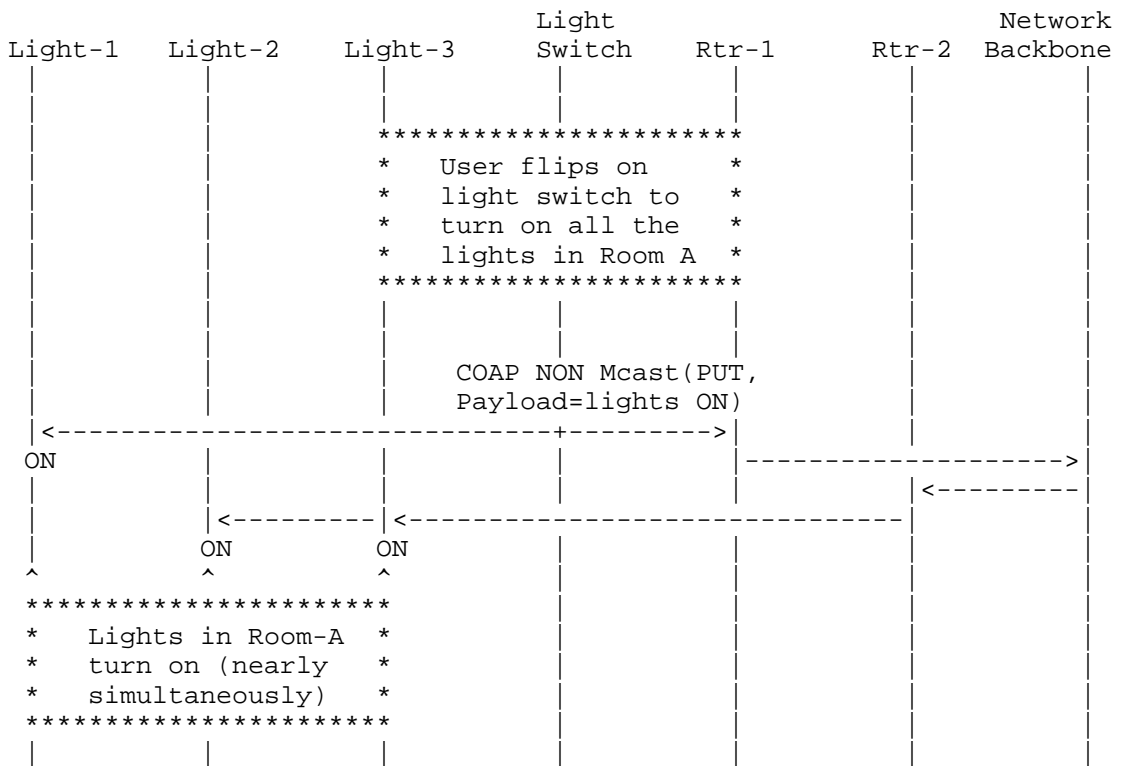 Light Network
Light-1 Light-2 Light-3 Switch Rtr-1 Rtr-2 Backbone
User flips on
light switch to
turn on all the
lights in Room A
COAP NON Mcast(PUT,
Payload=lights ON)
ON
ON ON
Lights in Room-A
turn on (nearly
simultaneously)